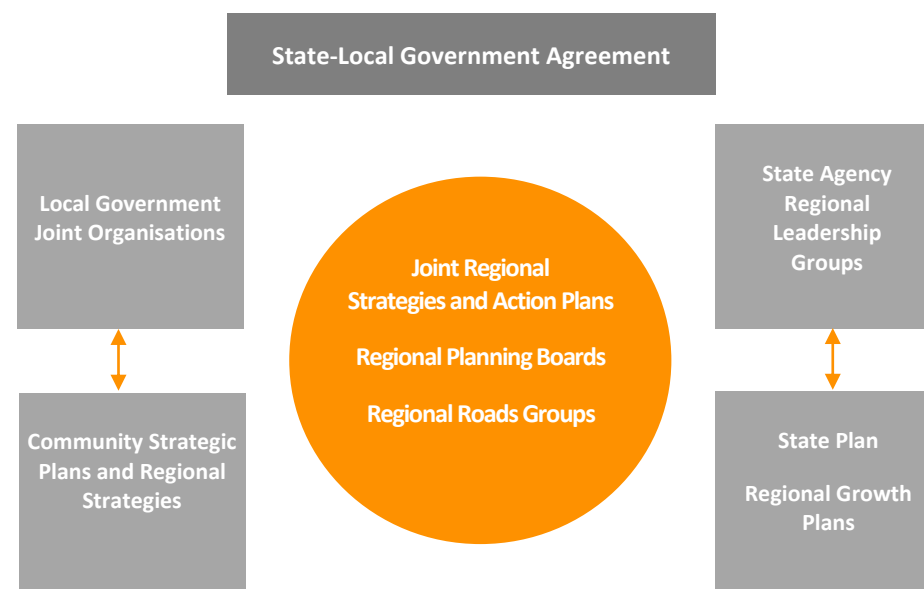 State-Local Government Agreement
Local Government
Joint Organisations
State Agency
Regional
Leadership
Groups
Joint Regional
Strategies and Action Plans
Regional Planning Boards
Regional Roads Groups
Community Strategic
Plans and Regional
Strategies
State Plan
Regional Growth
Plans